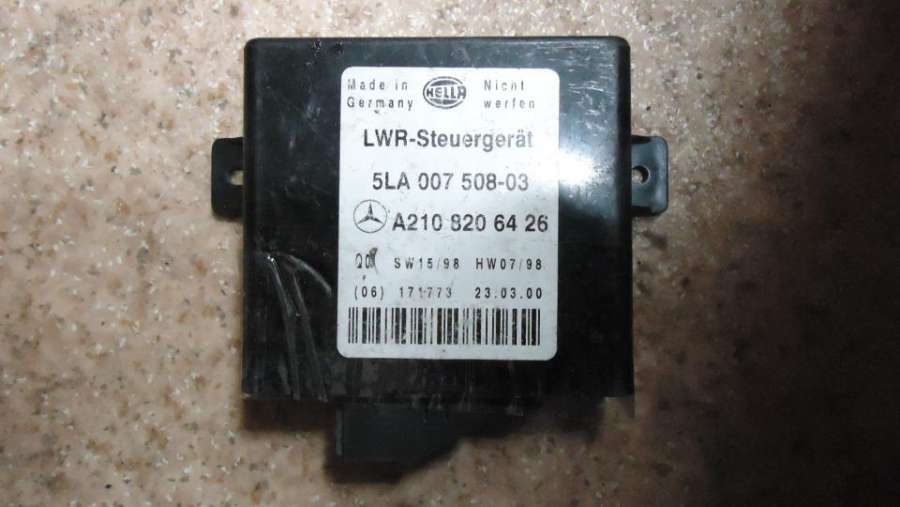 Made in Germany HELLA Nicht werfen
LWR-Steuergerät
5LA 007 508-03
A210 820 64 26
SW15/98 HW07/98
(06) 171773 23.03.00